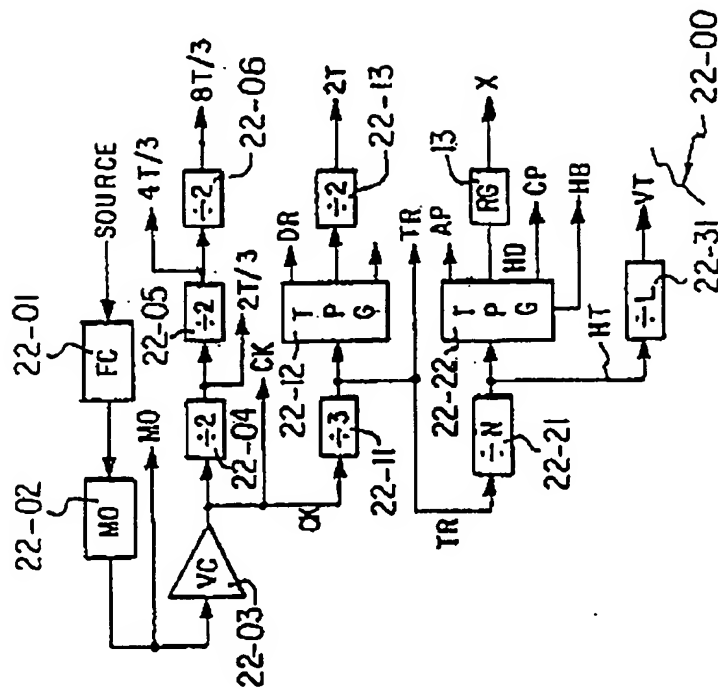 SOURCE
22-01
FC
22-02
MO
MO
VC
22-03
÷2
22-04
2T/3
÷2
22-05
4T/3
÷2
22-06
8T/3
CK
CK
÷3
22-11
T P G
22-12
DR
÷2
22-13
2T
TR
TR
÷N
22-21
T P G
22-22
AP
RG
13
X
HD
CP
HB
HT
÷L
22-31
VT
22-00